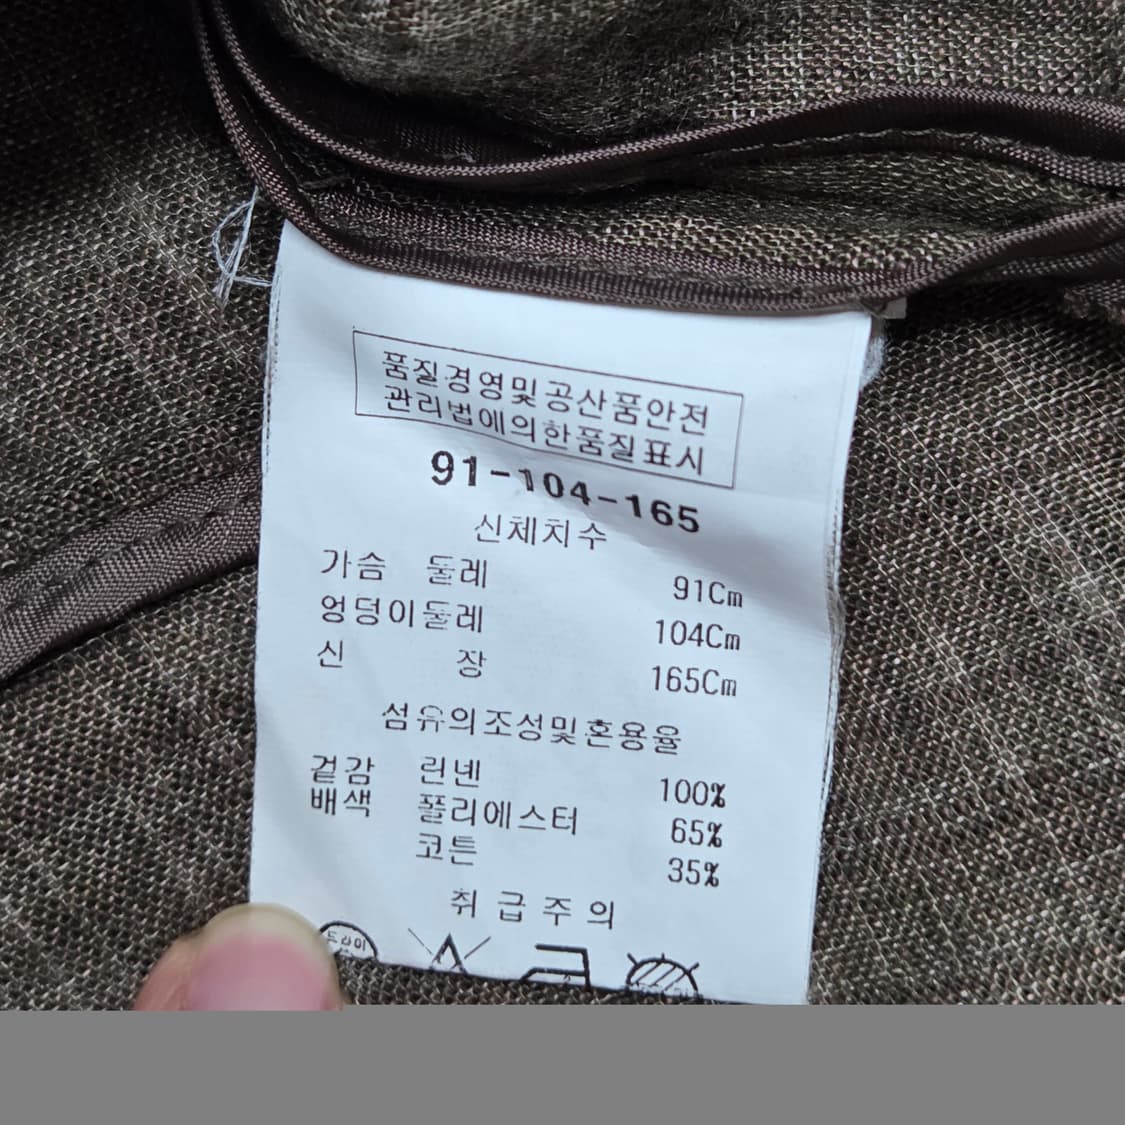 품질경영및공산품안전
관리법에의한품질표시
91-104-165
신체치수
가슴 둘레 91Cm
엉덩이둘레 104Cm
신 장 165Cm
섬유의조성및혼용율
겉감 린넨 100%
배색 폴리에스터 65%
코튼 35%
취급주의
드라이